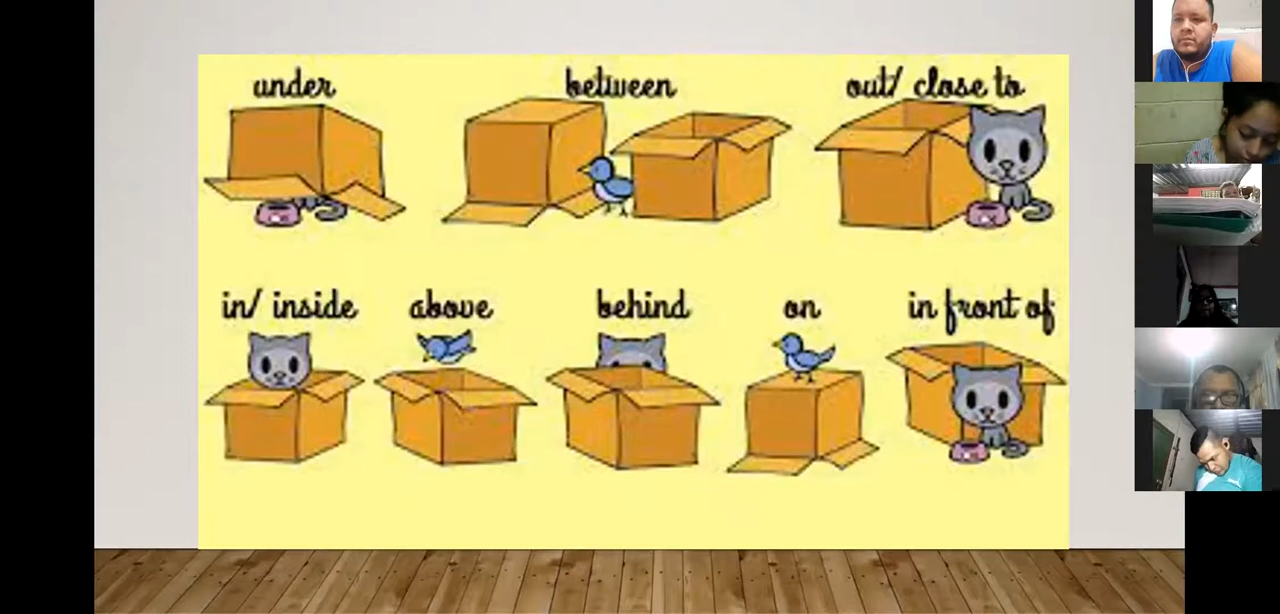 under between out/ close to
in/ inside above behind on in front of